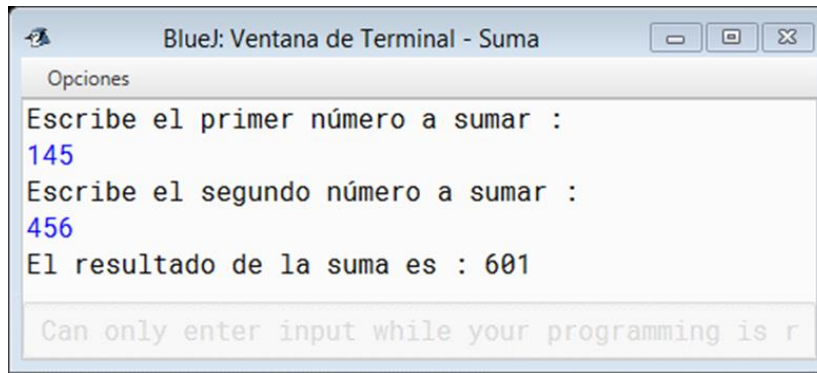 BlueJ: Ventana de Terminal - Suma
Opciones
Escribe el primer número a sumar :
145
Escribe el segundo número a sumar :
456
El resultado de la suma es : 601
Can only enter input while your programming is r